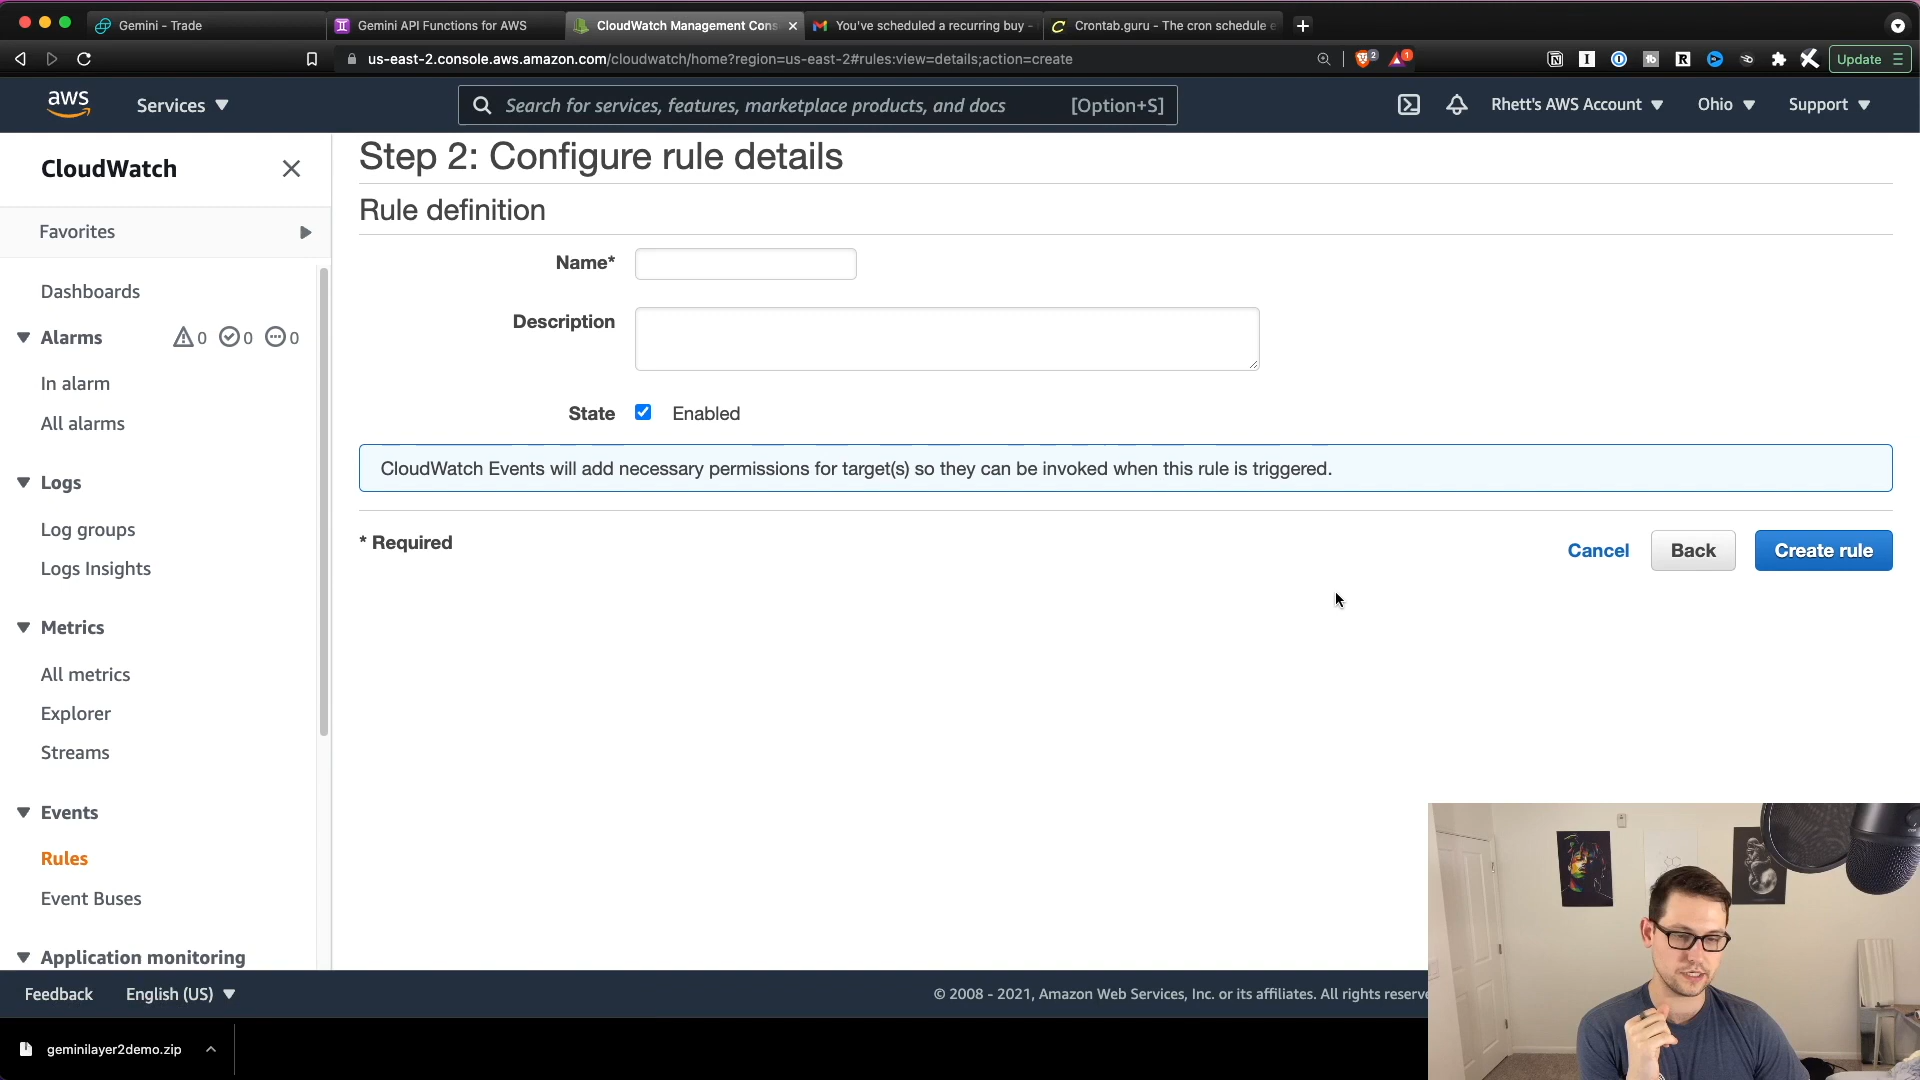 Gemini - Trade
Gemini API Functions for AWS
CloudWatch Management Cons
You've scheduled a recurring buy -
Crontab.guru - The cron schedule e
us-east-2.console.aws.amazon.com/cloudwatch/home?region=us-east-2#rules:view=details;action=create
2
1
Update
aws
Services
Search for services, features, marketplace products, and docs
[Option+S]
Rhett's AWS Account
Ohio
Support
CloudWatch
Favorites
Dashboards
Alarms
0
0
0
In alarm
All alarms
Logs
Log groups
Logs Insights
Metrics
All metrics
Explorer
Streams
Events
Rules
Event Buses
Application monitoring
Step 2: Configure rule details
Rule definition
Name*
Description
State
Enabled
CloudWatch Events will add necessary permissions for target(s) so they can be invoked when this rule is triggered.
* Required
Cancel
Back
Create rule
Feedback
English (US)
© 2008 - 2021, Amazon Web Services, Inc. or its affiliates. All rights reserve
geminilayer2demo.zip